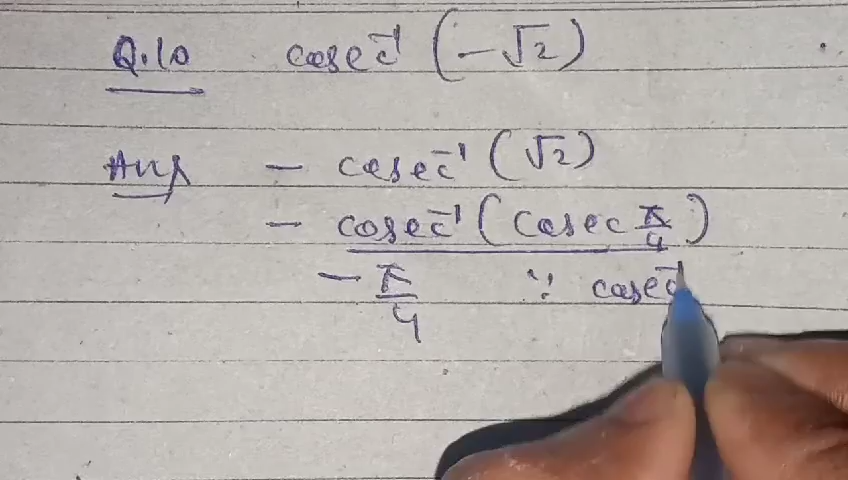 Q.10 cosec⁻¹ (-√2)
Ans - cosec⁻¹ (√2)
- cosec⁻¹ (cosec π/4)
- π/4 ∵ cosec⁻¹